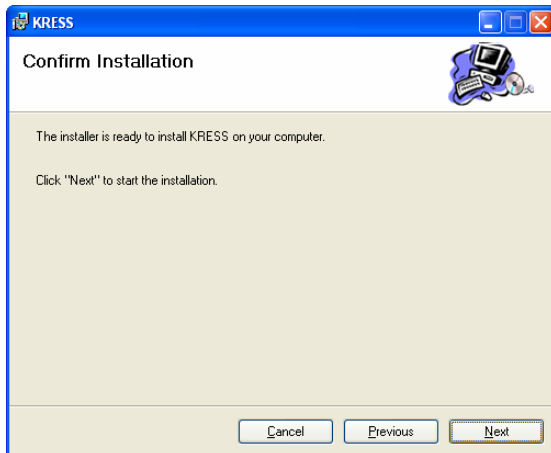 KRESS
Confirm Installation
The installer is ready to install KRESS on your computer.
Click "Next" to start the installation.
Cancel
Previous
Next